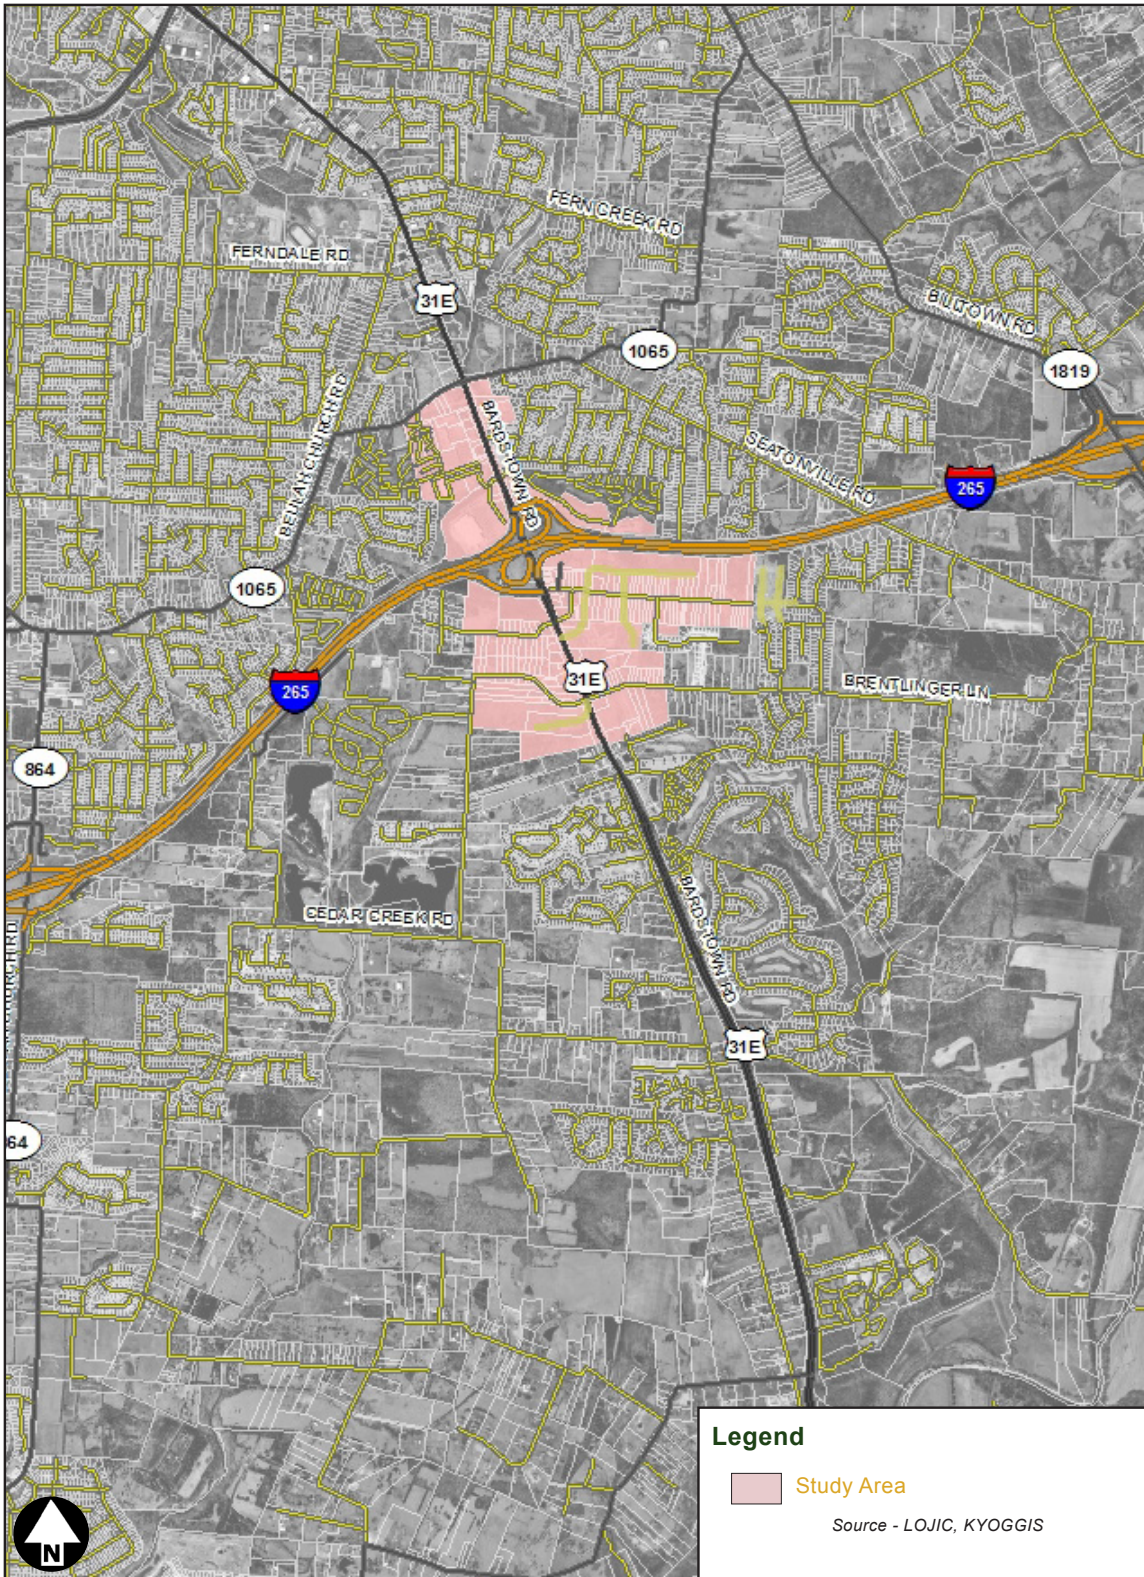 FERN CREEK RD
FERNDALE RD
31E
BILLTOWN RD
1065
1819
BARDSTOWN RD
BEULAH CHURCH RD
SEATONVILLE RD
265
1065
31E
265
BRENTLINGER LN
864
CEDAR CREEK RD
BARDSTOWN RD
31E
64
Legend
Study Area
Source - LOJIC, KYOGGIS
N